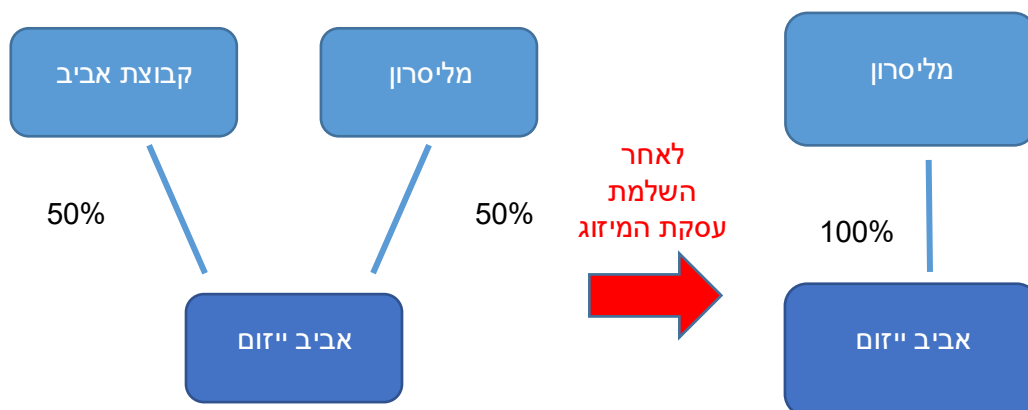 קבוצת אביב
מליסרון
50%
50%
אביב ייזום
לאחר
השלמת
עסקת המיזוג
מליסרון
100%
אביב ייזום